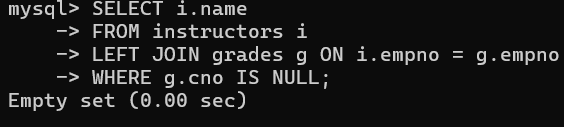 mysql> SELECT i.name
    -> FROM instructors i
    -> LEFT JOIN grades g ON i.empno = g.empno
    -> WHERE g.cno IS NULL;
Empty set (0.00 sec)